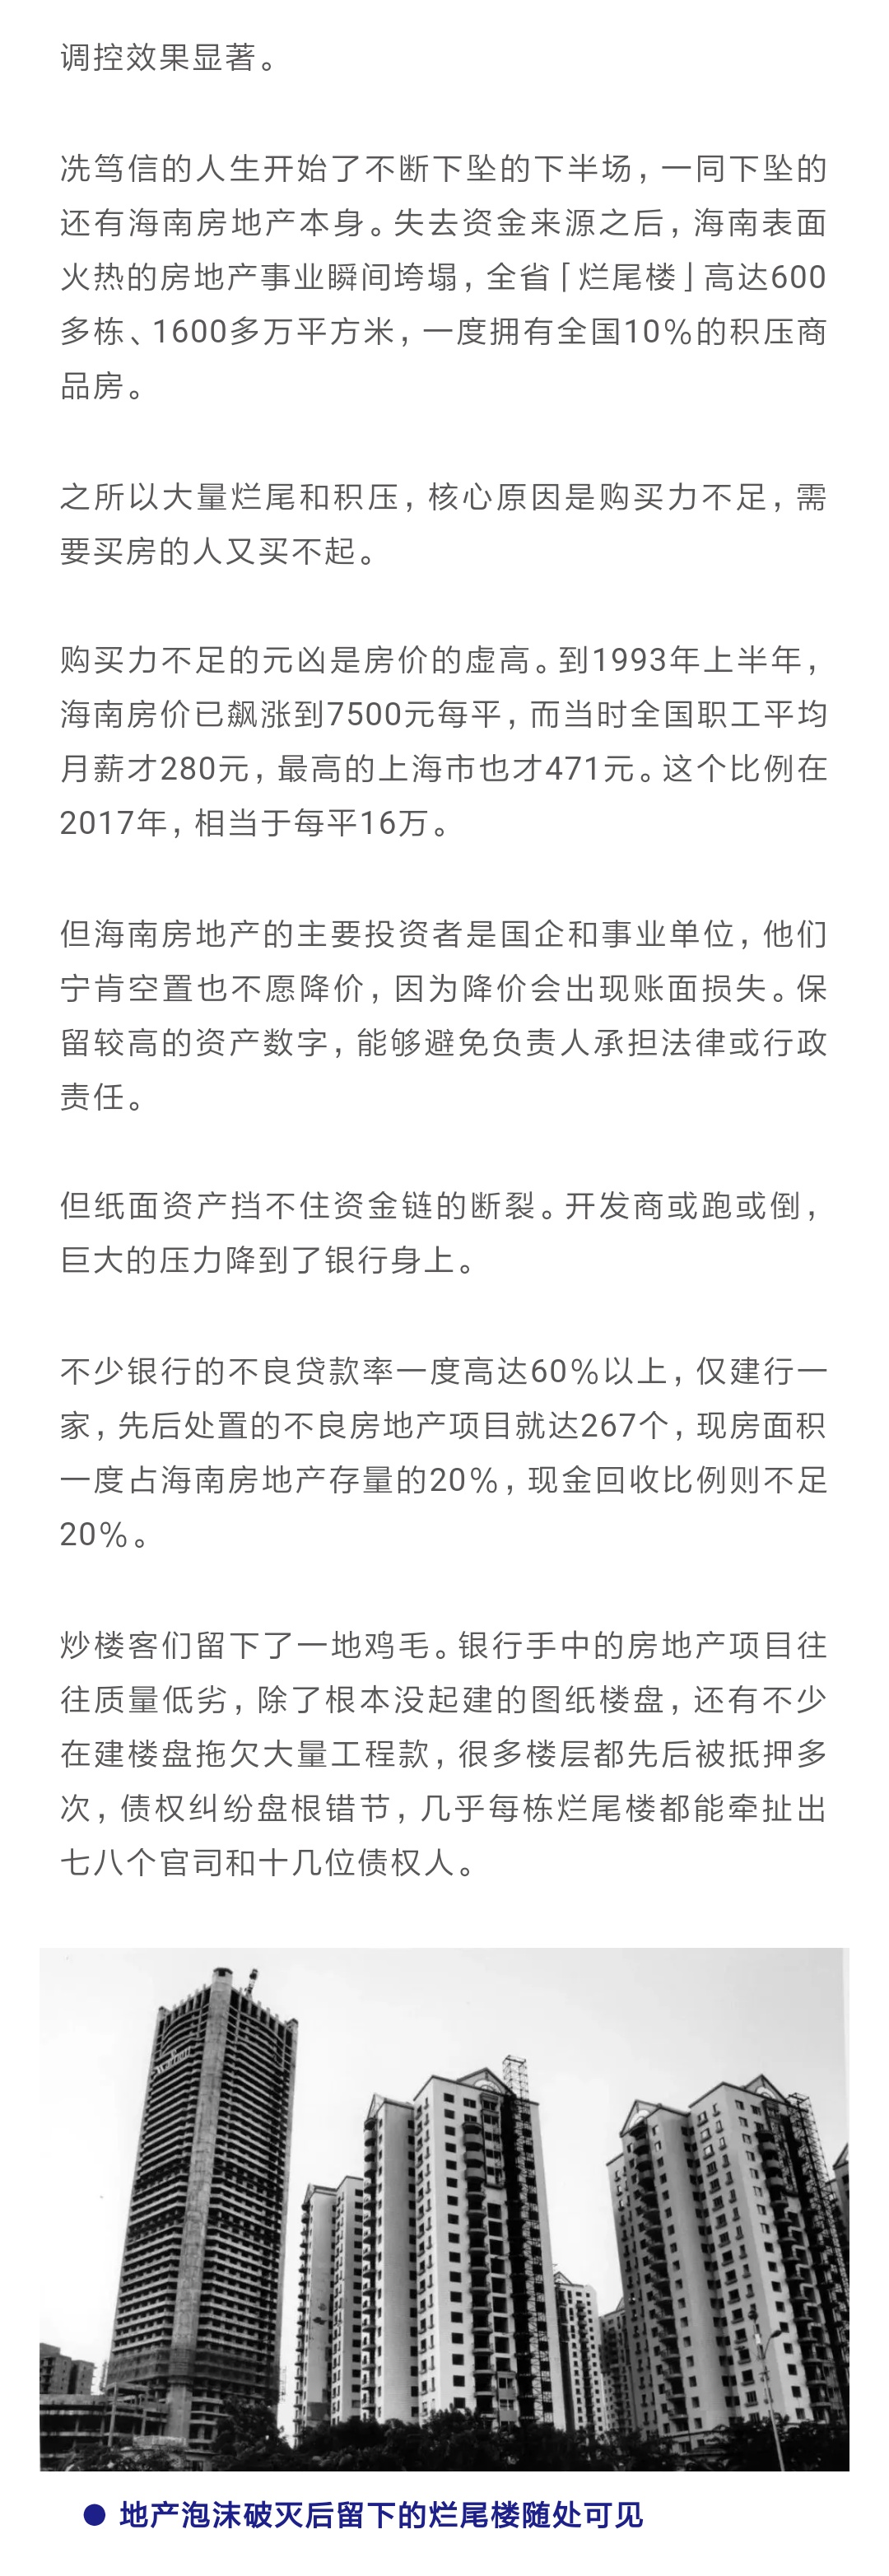 调控效果显著。
冼笃信的人生开始了不断下坠的下半场，一同下坠的
还有海南房地产本身。失去资金来源之后，海南表面
火热的房地产事业瞬间垮塌，全省「烂尾楼」高达600
多栋、1600多万平方米，一度拥有全国10%的积压商
品房。
之所以大量烂尾和积压，核心原因是购买力不足，需
要买房的人又买不起。
购买力不足的元凶是房价的虚高。到1993年上半年，
海南房价已飙涨到7500元每平，而当时全国职工平均
月薪才280元，最高的上海市也才471元。这个比例在
2017年，相当于每平16万。
但海南房地产的主要投资者是国企和事业单位，他们
宁肯空置也不愿降价，因为降价会出现账面损失。保
留较高的资产数字，能够避免负责人承担法律或行政
责任。
但纸面资产挡不住资金链的断裂。开发商或跑或倒，
巨大的压力降到了银行身上。
不少银行的不良贷款率一度高达60%以上，仅建行一
家，先后处置的不良房地产项目就达267个，现房面积
一度占海南房地产存量的20%，现金回收比例则不足
20%。
炒楼客们留下了一地鸡毛。银行手中的房地产项目往
往质量低劣，除了根本没起建的图纸楼盘，还有不少
在建楼盘拖欠大量工程款，很多楼层都先后被抵押多
次，债权纠纷盘根错节，几乎每栋烂尾楼都能牵扯出
七八个官司和十几位债权人。
● 地产泡沫破灭后留下的烂尾楼随处可见